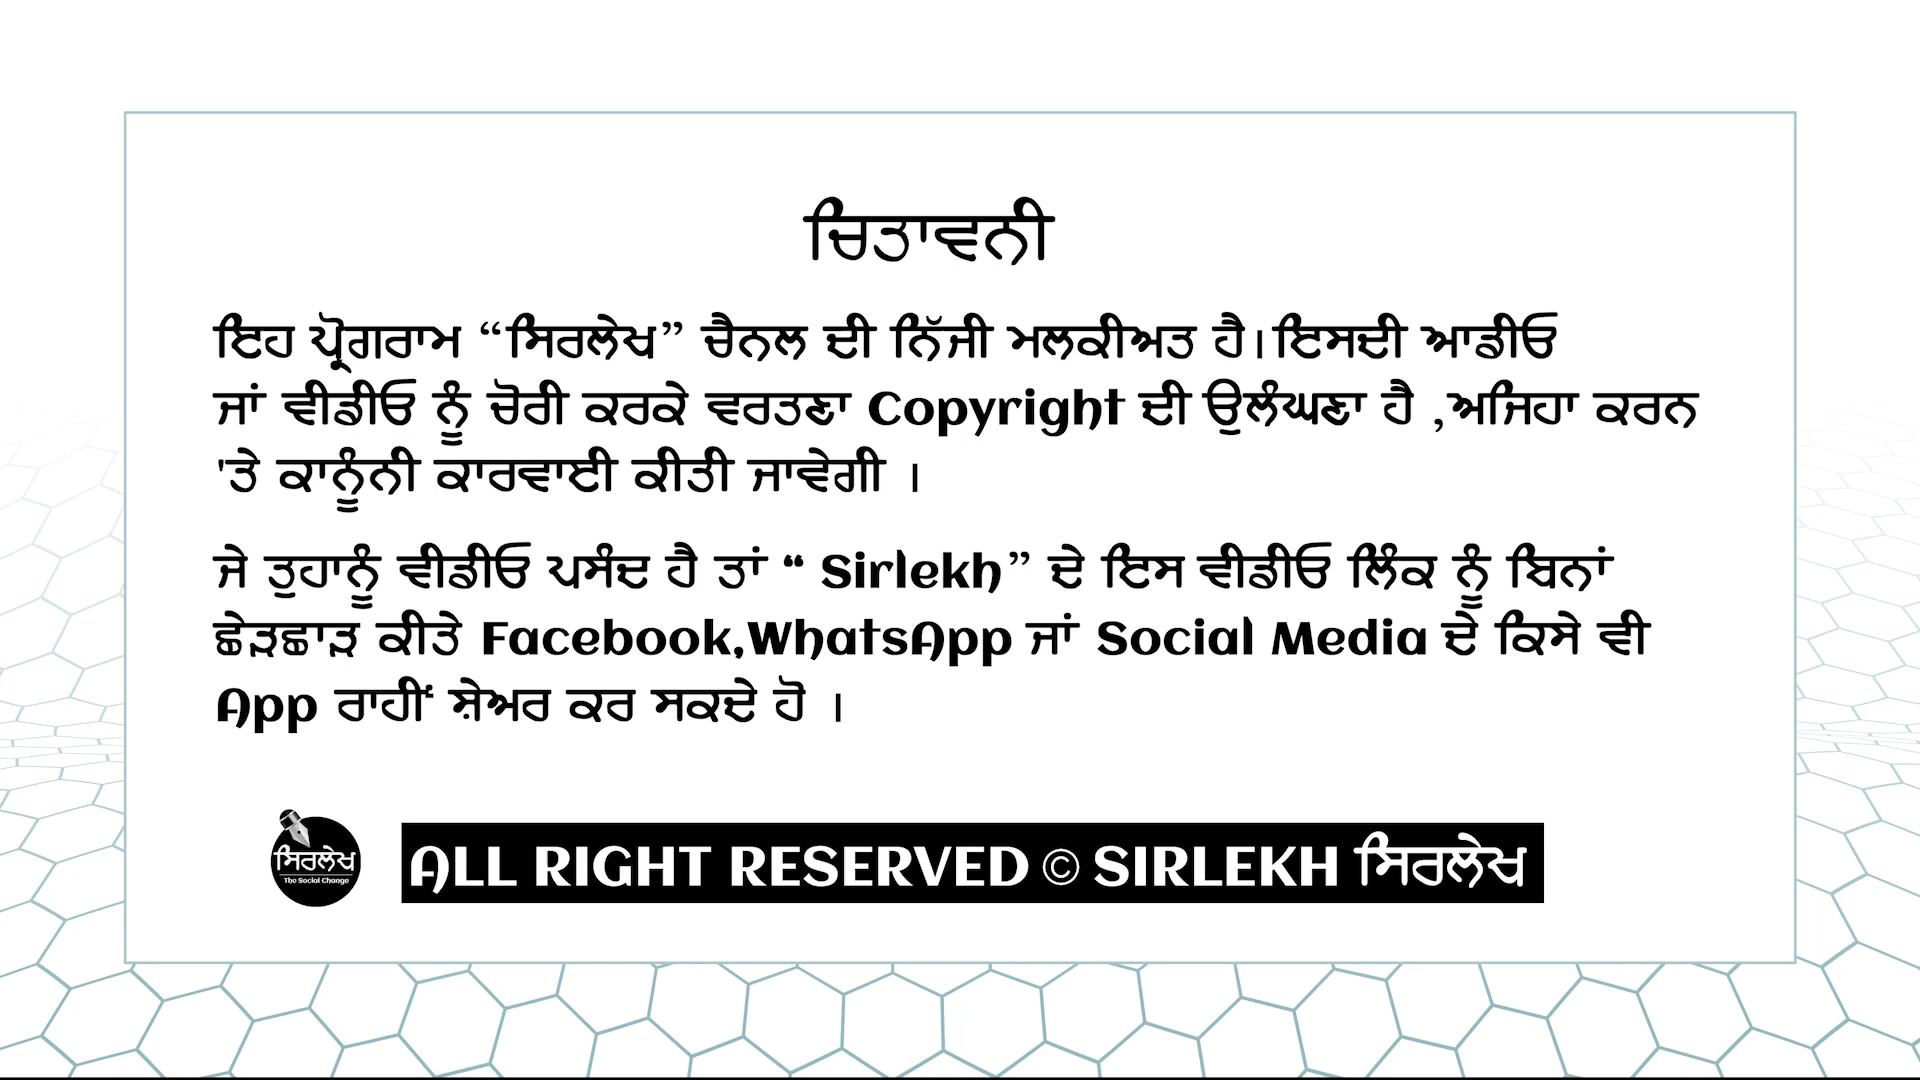 ਚਿਤਾਵਨੀ
ਇਹ ਪ੍ਰੋਗਰਾਮ “ਸਿਰਲੇਖ” ਚੈਨਲ ਦੀ ਨਿੱਜੀ ਮਲਕੀਅਤ ਹੈ।ਇਸਦੀ ਆਡੀਓ
ਜਾਂ ਵੀਡੀਓ ਨੂੰ ਚੋਰੀ ਕਰਕੇ ਵਰਤਣਾ Copyright ਦੀ ਉਲੰਘਣਾ ਹੈ ,ਅਜਿਹਾ ਕਰਨ
'ਤੇ ਕਾਨੂੰਨੀ ਕਾਰਵਾਈ ਕੀਤੀ ਜਾਵੇਗੀ ।
ਜੇ ਤੁਹਾਨੂੰ ਵੀਡੀਓ ਪਸੰਦ ਹੈ ਤਾਂ “ Sirlekh” ਦੇ ਇਸ ਵੀਡੀਓ ਲਿੰਕ ਨੂੰ ਬਿਨਾਂ
ਛੇੜਛਾੜ ਕੀਤੇ Facebook,WhatsApp ਜਾਂ Social Media ਦੇ ਕਿਸੇ ਵੀ
App ਰਾਹੀਂ ਸ਼ੇਅਰ ਕਰ ਸਕਦੇ ਹੋ ।
ਸਿਰਲੇਖ
The Social Change
ALL RIGHT RESERVED © SIRLEKH ਸਿਰਲੇਖ